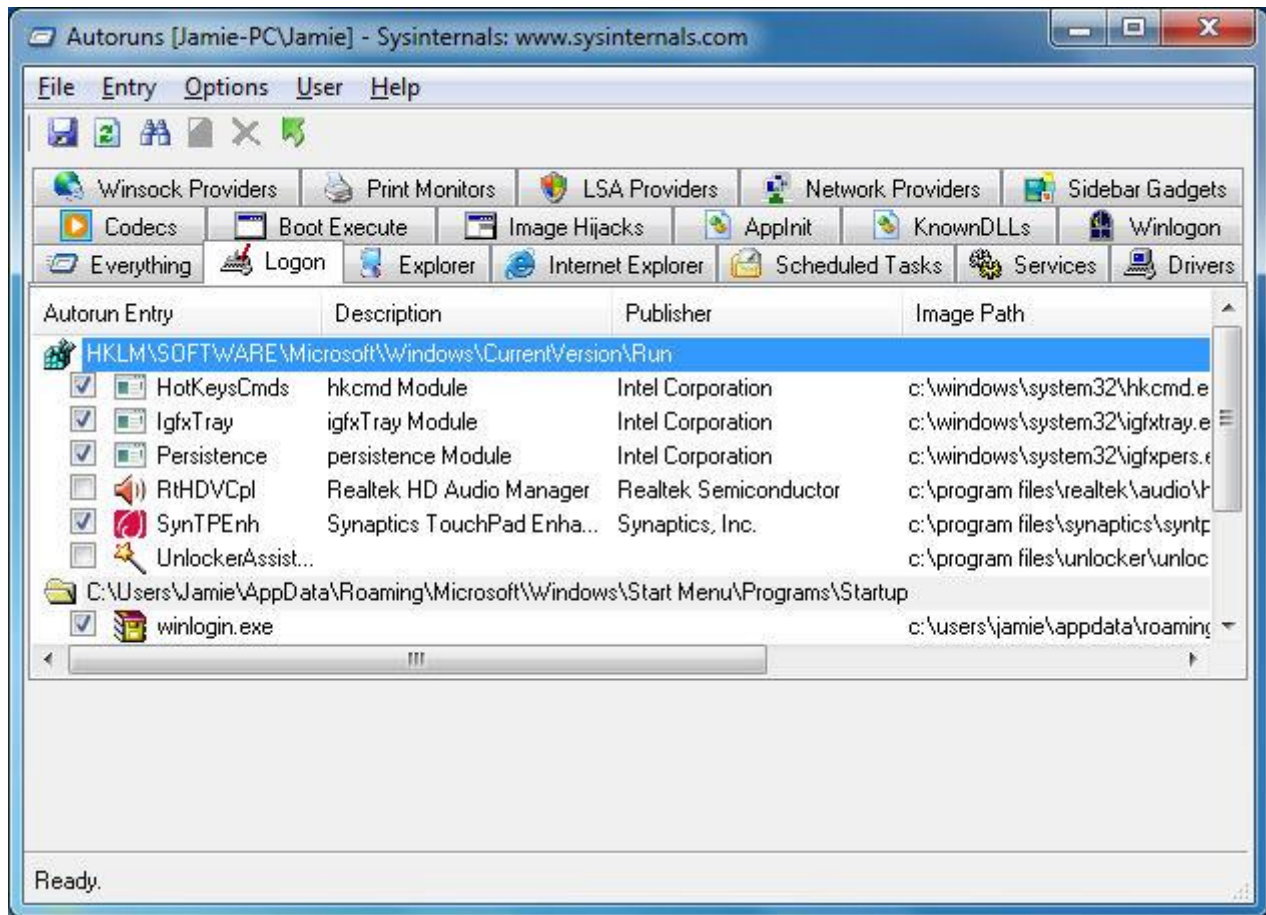 Autoruns [Jamie-PC\Jamie] - Sysinternals: www.sysinternals.com
File Entry Options User Help
Winsock Providers Print Monitors LSA Providers Network Providers Sidebar Gadgets
Codecs Boot Execute Image Hijacks AppInit KnownDLLs Winlogon
Everything Logon Explorer Internet Explorer Scheduled Tasks Services Drivers
Autorun Entry Description Publisher Image Path
HKLM\SOFTWARE\Microsoft\Windows\CurrentVersion\Run
HotKeysCmds hkcmd Module Intel Corporation c:\windows\system32\hkcmd.e
IgfxTray igfxTray Module Intel Corporation c:\windows\system32\igfxtray.e
Persistence persistence Module Intel Corporation c:\windows\system32\igfxpers.e
RtHDVCpl Realtek HD Audio Manager Realtek Semiconductor c:\program files\realtek\audio\h
SynTPEnh Synaptics TouchPad Enha... Synaptics, Inc. c:\program files\synaptics\syntp
UnlockerAssist... c:\program files\unlocker\unloc
C:\Users\Jamie\AppData\Roaming\Microsoft\Windows\Start Menu\Programs\Startup
winlogin.exe c:\users\jamie\appdata\roaming
Ready.